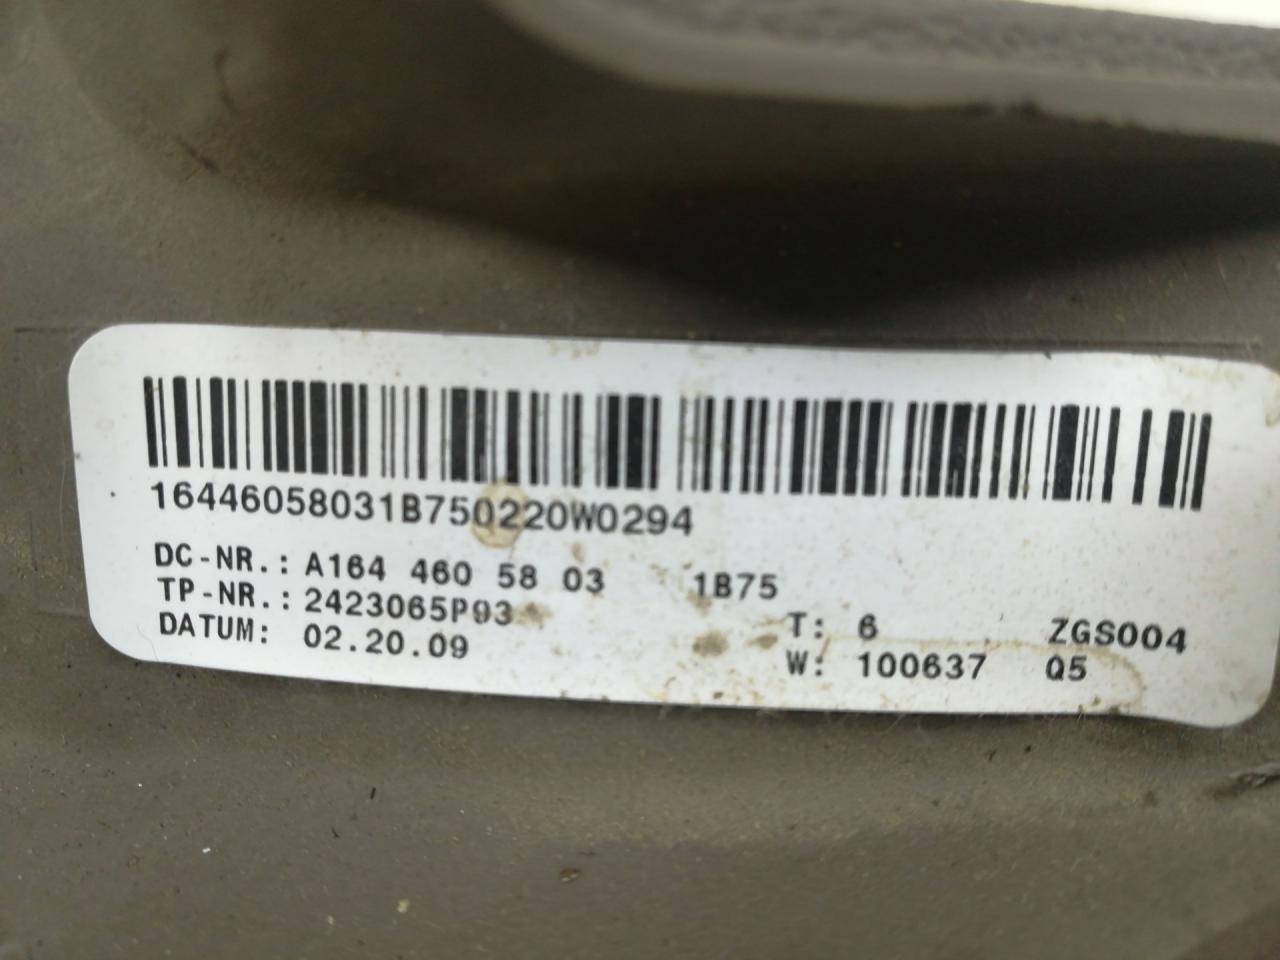 16446058031B750220W0294
DC-NR.: A164 460 58 03 1B75
TP-NR.: 2423065P93 T: 6 ZGS004
DATUM: 02.20.09 W: 100637 Q5